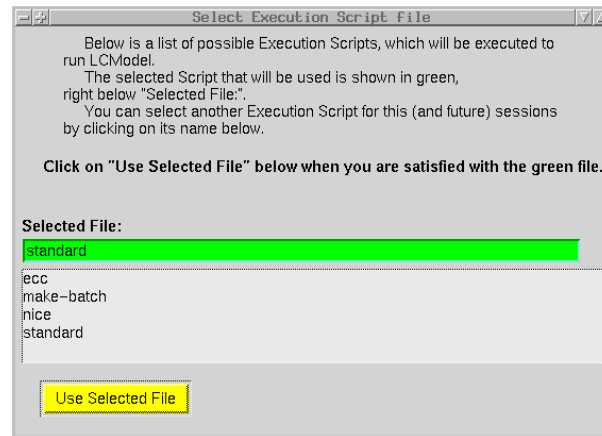 Select Execution Script file
Below is a list of possible Execution Scripts, which will be executed to
run LCModel.
The selected Script that will be used is shown in green,
right below "Selected File:".
You can select another Execution Script for this (and future) sessions
by clicking on its name below.
Click on "Use Selected File" below when you are satisfied with the green file.
Selected File:
standard
ecc
make-batch
nice
standard
Use Selected File